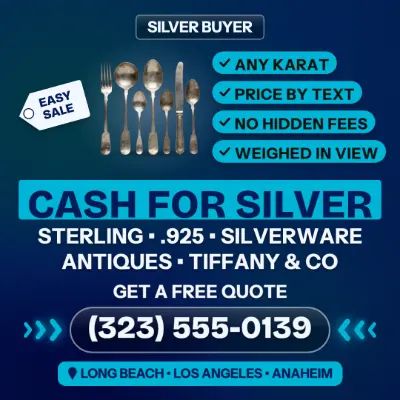 SILVER BUYER
EASY
SALE
✓ ANY KARAT
✓ PRICE BY TEXT
✓ NO HIDDEN FEES
✓ WEIGHED IN VIEW
CASH FOR SILVER
STERLING • .925 • SILVERWARE
ANTIQUES • TIFFANY & CO
GET A FREE QUOTE
(323) 555-0139
LONG BEACH • LOS ANGELES • ANAHEIM